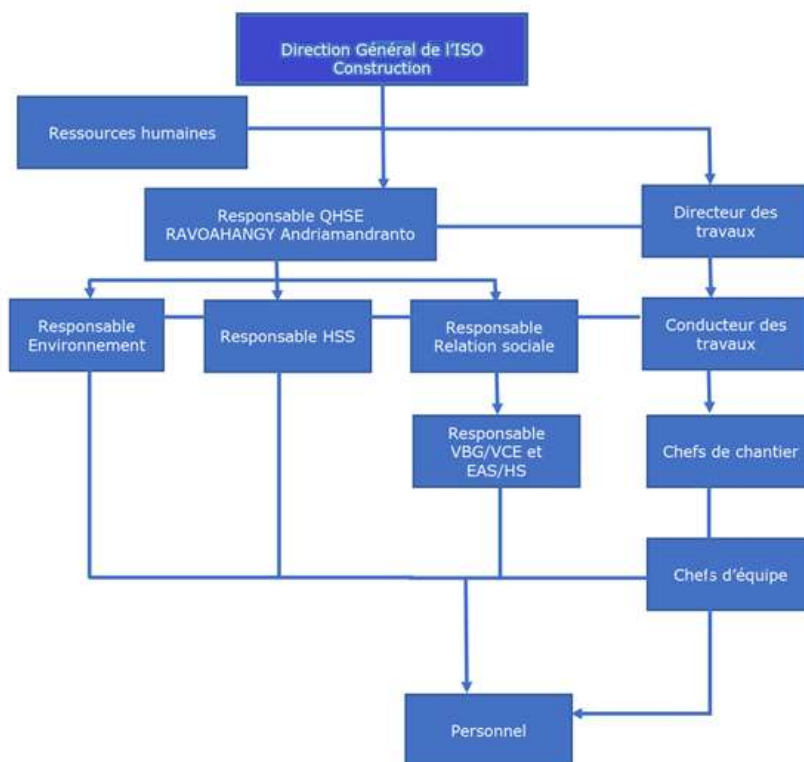 Direction Général de l'ISO
Construction
Ressources humaines
Responsable QHSE
RAVOAHANGY Andriamandranto
Directeur des
travaux
Responsable
Environnement
Responsable HSS
Responsable
Relation sociale
Conducteur des
travaux
Responsable
VBG/VCE et
EAS/HS
Chefs de chantier
Chefs d'équipe
Personnel